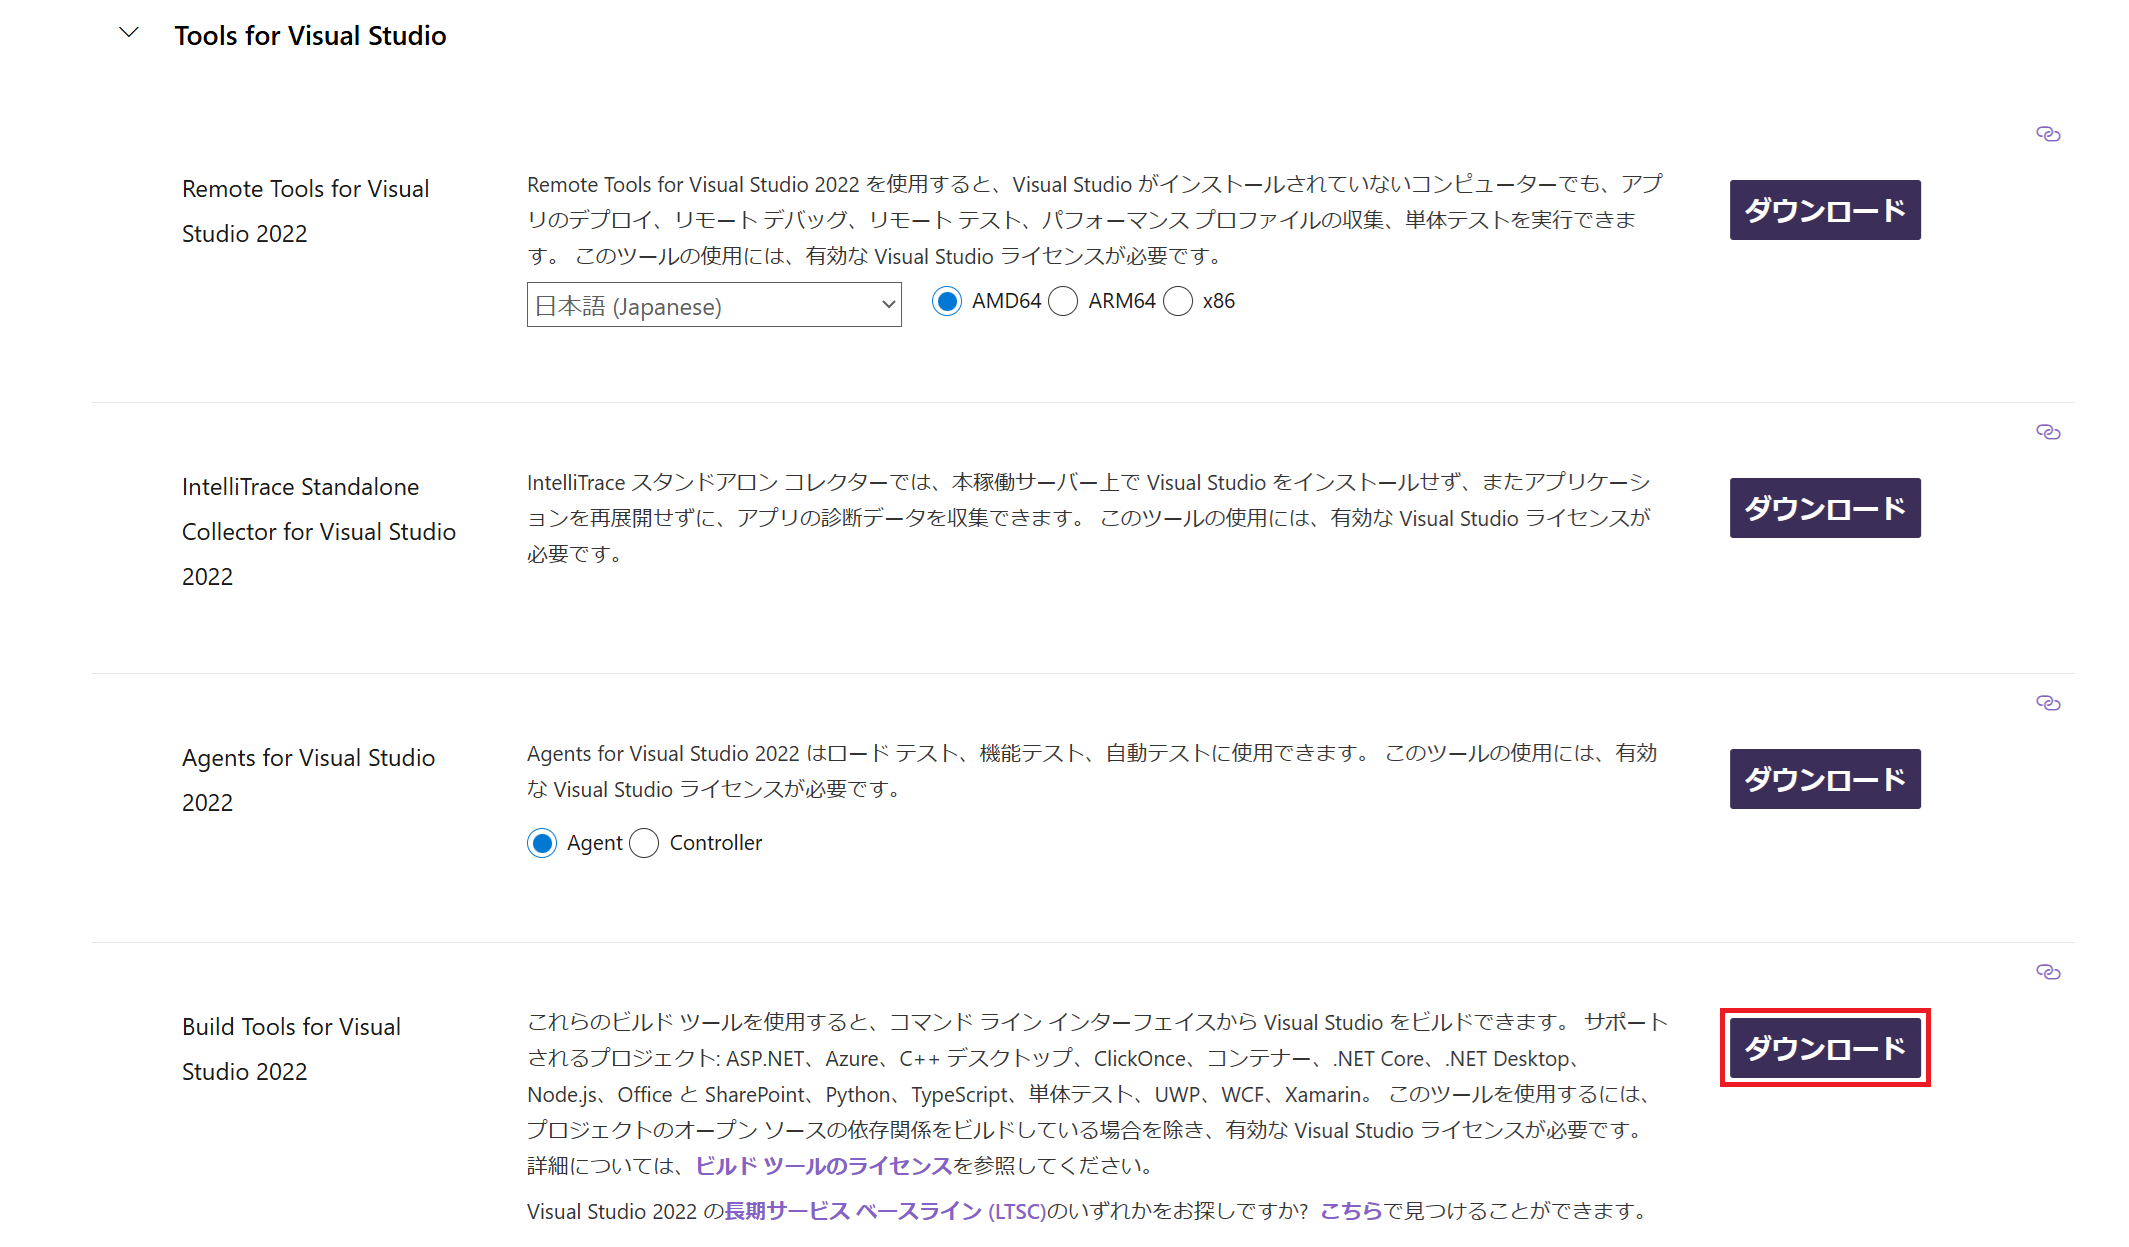 Tools for Visual Studio
Remote Tools for Visual
Studio 2022
Remote Tools for Visual Studio 2022 を使用すると、Visual Studio がインストールされていないコンピューターでも、アプ
リのデプロイ、リモート デバッグ、リモート テスト、パフォーマンス プロファイルの収集、単体テストを実行できま
す。 このツールの使用には、有効な Visual Studio ライセンスが必要です。
日本語 (Japanese)
AMD64 ARM64 x86
ダウンロード
IntelliTrace Standalone
Collector for Visual Studio
2022
IntelliTrace スタンドアロン コレクターでは、本稼働サーバー上で Visual Studio をインストールせず、またアプリケーシ
ョンを再展開せずに、アプリの診断データを収集できます。 このツールの使用には、有効な Visual Studio ライセンスが
必要です。
ダウンロード
Agents for Visual Studio
2022
Agents for Visual Studio 2022 はロード テスト、機能テスト、自動テストに使用できます。 このツールの使用には、有効
な Visual Studio ライセンスが必要です。
Agent Controller
ダウンロード
Build Tools for Visual
Studio 2022
これらのビルド ツールを使用すると、コマンド ライン インターフェイスから Visual Studio をビルドできます。 サポート
されるプロジェクト: ASP.NET、Azure、C++ デスクトップ、ClickOnce、コンテナー、.NET Core、.NET Desktop、
Node.js、Office と SharePoint、Python、TypeScript、単体テスト、UWP、WCF、Xamarin。 このツールを使用するには、
プロジェクトのオープン ソースの依存関係をビルドしている場合を除き、有効な Visual Studio ライセンスが必要です。
詳細については、ビルド ツールのライセンスを参照してください。
Visual Studio 2022 の長期サービス ベースライン (LTSC)のいずれかをお探しですか? こちらで見つけることができます。
ダウンロード